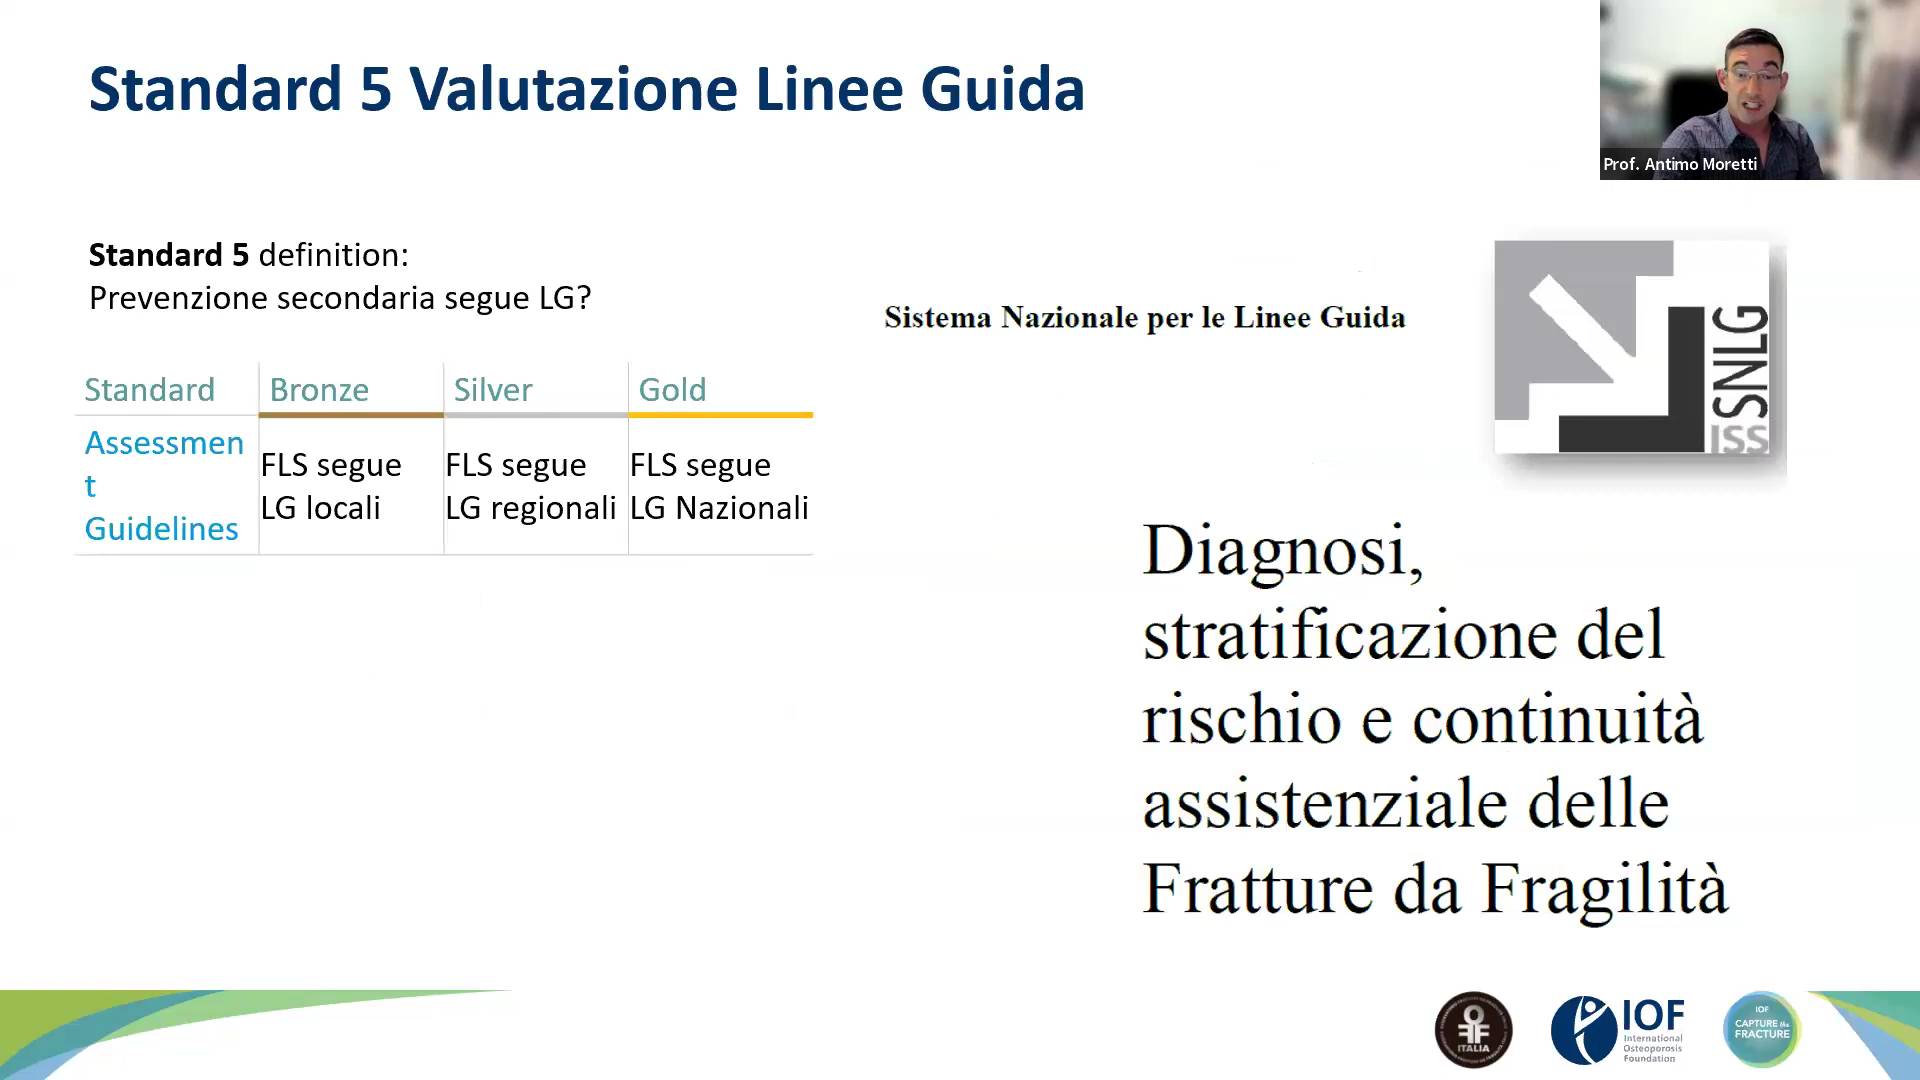 Standard 5 Valutazione Linee Guida
Prof. Antimo Moretti
Standard 5 definition:
Prevenzione secondaria segue LG?
Standard Bronze Silver Gold
Assessmen
t
Guidelines
FLS segue
LG locali
FLS segue
LG regionali
FLS segue
LG Nazionali
Sistema Nazionale per le Linee Guida
SNLG
ISS
Diagnosi,
stratificazione del
rischio e continuità
assistenziale delle
Fratture da Fragilità
ITALIA
IOF
International
Osteoporosis
Foundation
IOF
CAPTURE the
FRACTURE